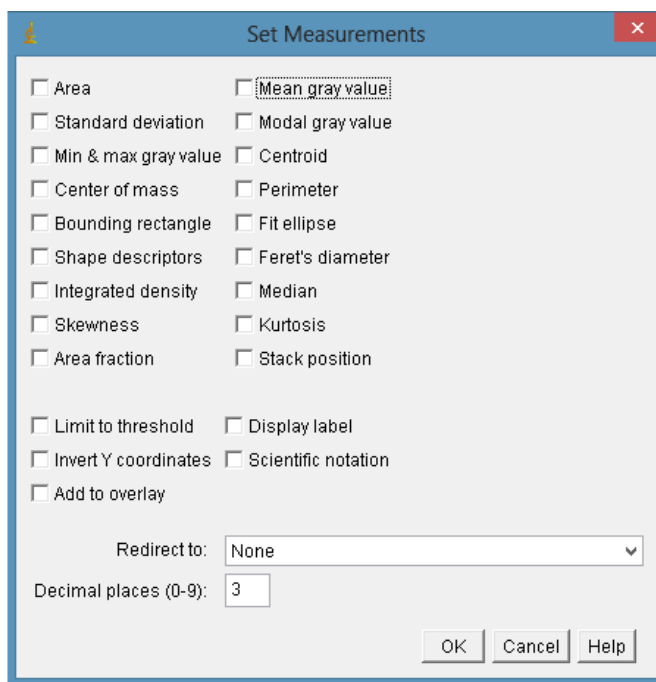 Set Measurements
Area Mean gray value
Standard deviation Modal gray value
Min & max gray value Centroid
Center of mass Perimeter
Bounding rectangle Fit ellipse
Shape descriptors Feret's diameter
Integrated density Median
Skewness Kurtosis
Area fraction Stack position
Limit to threshold Display label
Invert Y coordinates Scientific notation
Add to overlay
Redirect to: None
Decimal places (0-9): 3
OK Cancel Help